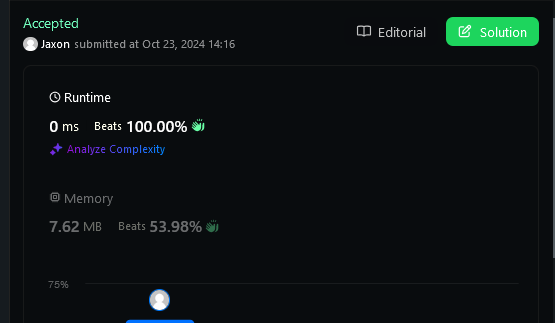 Accepted
Editorial
Solution
Jaxon submitted at Oct 23, 2024 14:16
Runtime
0 ms Beats 100.00%
Analyze Complexity
Memory
7.62 MB Beats 53.98%
75%